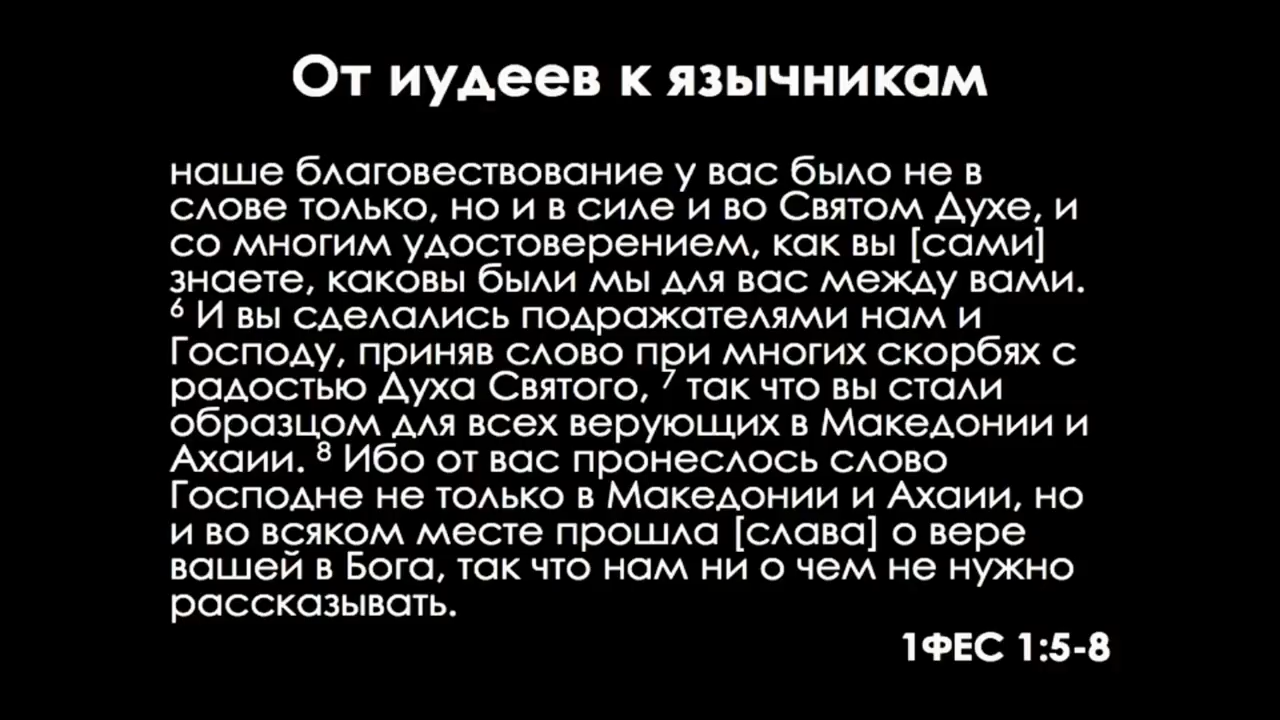 От иудеев к язычникам
наше благовествование у вас было не в
слове только, но и в силе и во Святом Духе, и
со многим удостоверением, как вы [сами]
знаете, каковы были мы для вас между вами.
⁶ И вы сделались подражателями нам и
Господу, приняв слово при многих скорбях с
радостью Духа Святого, ⁷ так что вы стали
образцом для всех верующих в Македонии и
Ахаии. ⁸ Ибо от вас пронеслось слово
Господне не только в Македонии и Ахаии, но
и во всяком месте прошла [слава] о вере
вашей в Бога, так что нам ни о чем не нужно
рассказывать.
1ФЕС 1:5-8